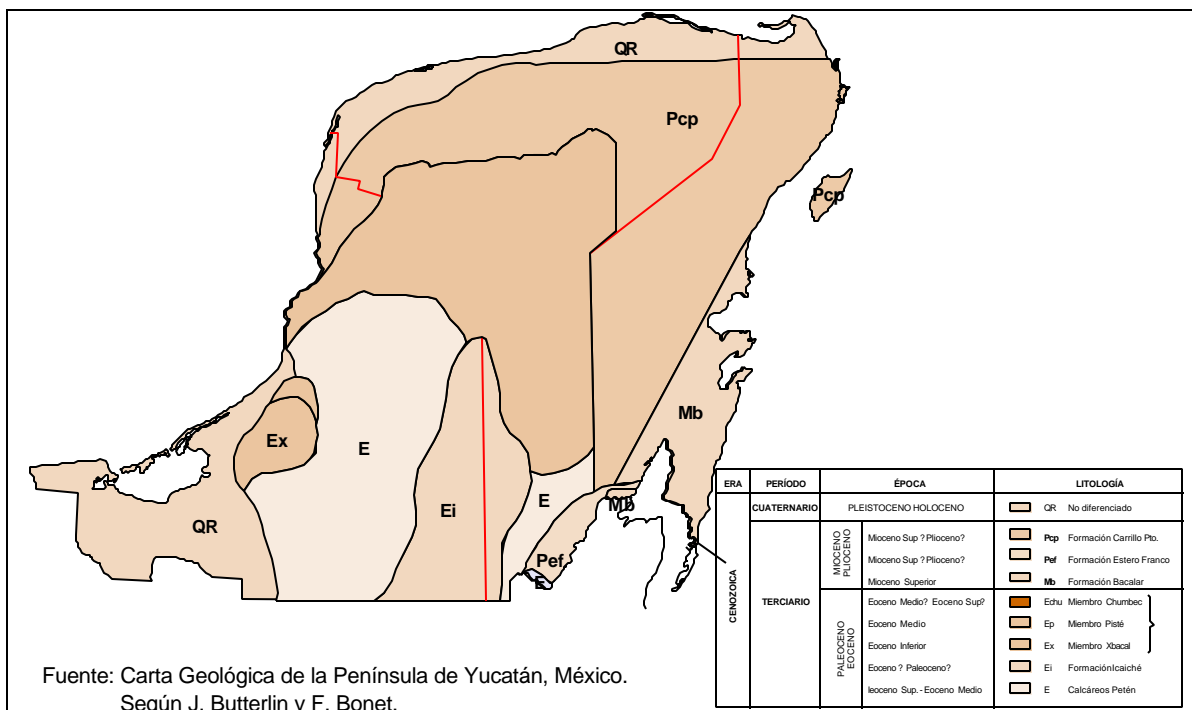 QR
Pcp
Pcp
Ex
E
Mb
Ei
E
Mb
QR
Pef
E
ERA PERÍODO ÉPOCA LITOLOGÍA
CUATERNARIO PLEISTOCENO HOLOCENO QR No diferenciado
CENOZOICA
TERCIARIO
MIOCENO
PLIOCENO
Mioceno Sup ? Plioceno? Pcp Formación Carrillo Pto.
Mioceno Sup ? Plioceno? Pef Formación Estero Franco
Mioceno Superior Mb Formación Bacalar
PALEOCENO
EOCENO
Eoceno Medio? Eoceno Sup? Echu Miembro Chumbec
Eoceno Medio Ep Miembro Pisté
Eoceno Inferior Ex Miembro Xbacal
Eoceno ? Paleoceno? Ei Formación Icaiché
leoceno Sup. - Eoceno Medio E Calcáreos Petén
Fuente: Carta Geológica de la Península de Yucatán, México.
Según J. Butterlin y F. Bonet.